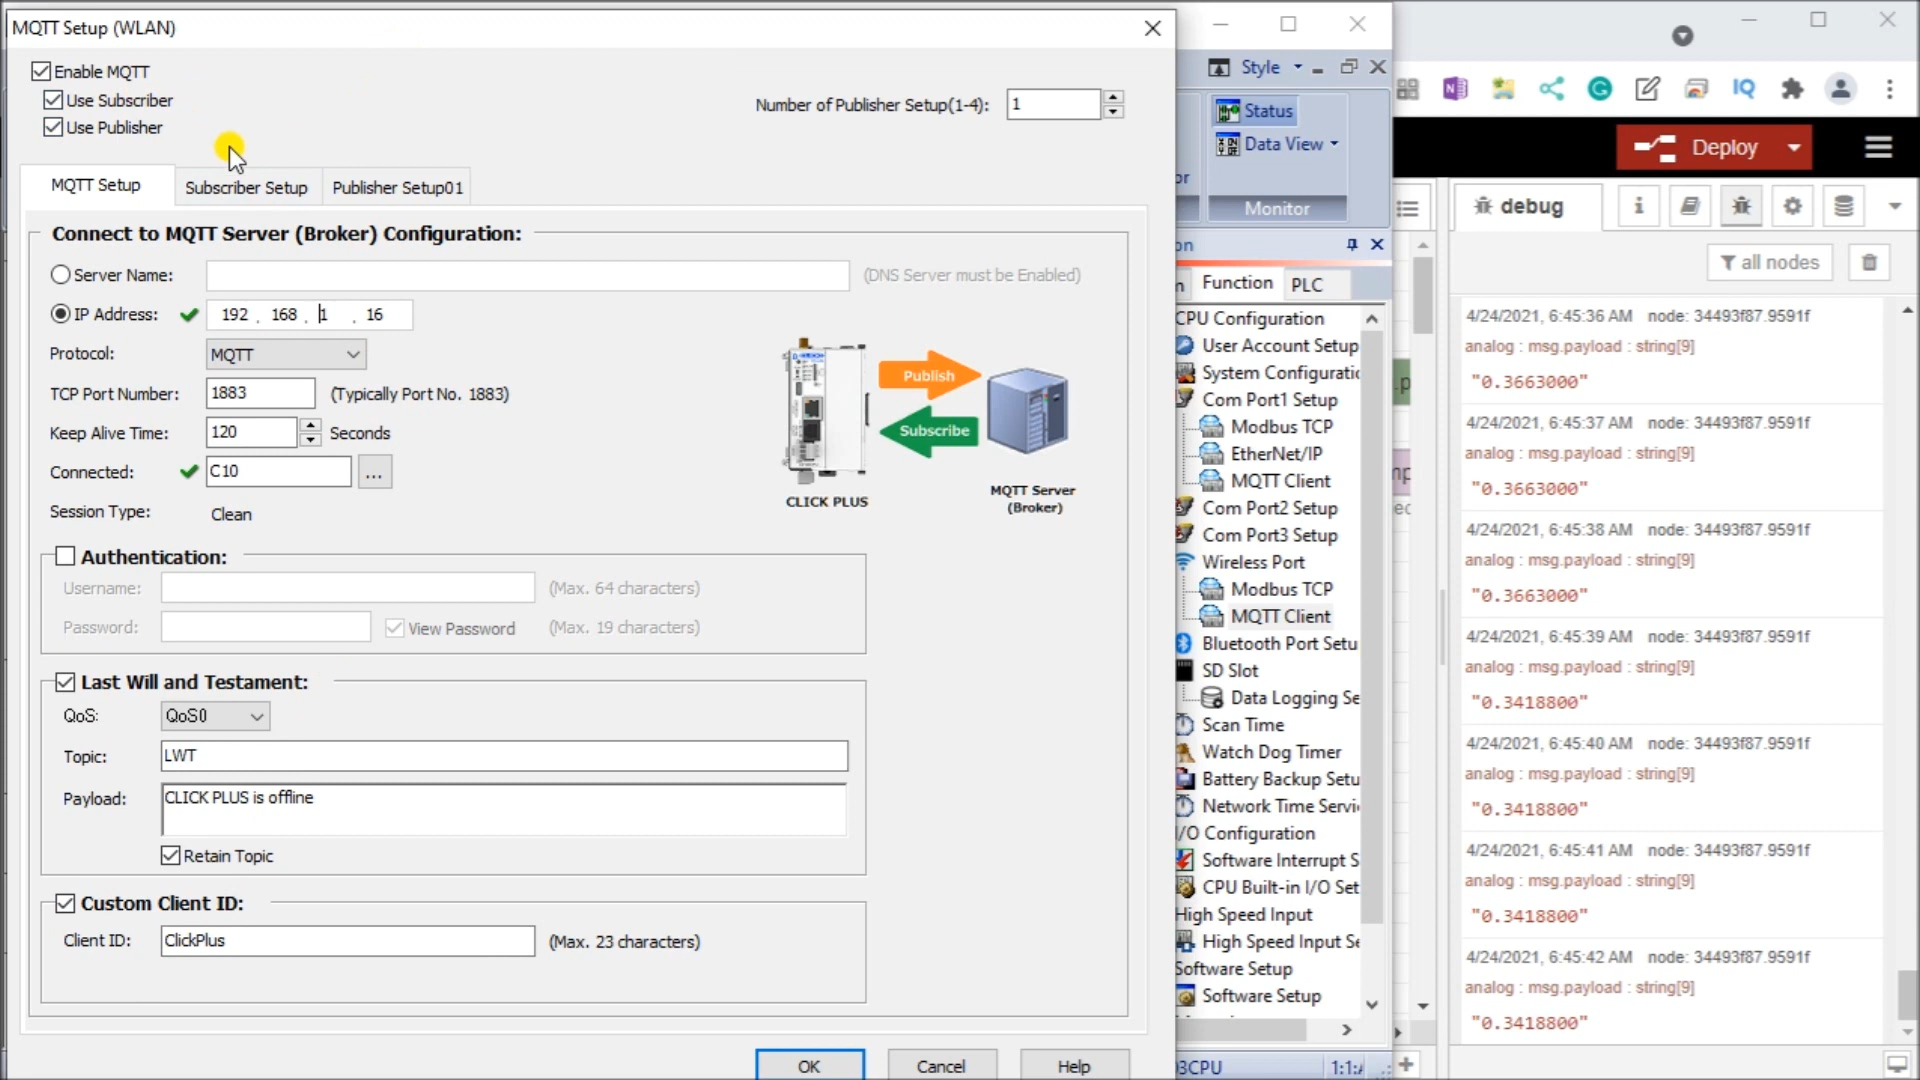 MQTT Setup (WLAN)
Enable MQTT
Use Subscriber
Use Publisher
Number of Publisher Setup(1-4): 1
MQTT Setup
Subscriber Setup
Publisher Setup01
Connect to MQTT Server (Broker) Configuration:
Server Name:
(DNS Server must be Enabled)
IP Address: 192 . 168 . 1 . 16
Protocol: MQTT
TCP Port Number: 1883 (Typically Port No. 1883)
Keep Alive Time: 120 Seconds
Connected: C10 ...
Session Type: Clean
Publish
Subscribe
CLICK PLUS
MQTT Server
(Broker)
Authentication:
Username: (Max. 64 characters)
Password: View Password (Max. 19 characters)
Last Will and Testament:
QoS: QoS0
Topic: LWT
Payload: CLICK PLUS is offline
Retain Topic
Custom Client ID:
Client ID: ClickPlus (Max. 23 characters)
OK
Cancel
Help
Style
Status
Data View
Monitor
Function
PLC
CPU Configuration
User Account Setup
System Configuratio
Com Port1 Setup
Modbus TCP
EtherNet/IP
MQTT Client
Com Port2 Setup
Com Port3 Setup
Wireless Port
Modbus TCP
MQTT Client
Bluetooth Port Setu
SD Slot
Data Logging Se
Scan Time
Watch Dog Timer
Battery Backup Setu
Network Time Servi
I/O Configuration
Software Interrupt S
CPU Built-in I/O Set
High Speed Input
High Speed Input Se
Software Setup
Software Setup
3CPU
1:1:
IQ
Deploy
debug
all nodes
4/24/2021, 6:45:36 AM node: 34493f87.9591f
analog : msg.payload : string[9]
"0.3663000"
4/24/2021, 6:45:37 AM node: 34493f87.9591f
analog : msg.payload : string[9]
"0.3663000"
4/24/2021, 6:45:38 AM node: 34493f87.9591f
analog : msg.payload : string[9]
"0.3663000"
4/24/2021, 6:45:39 AM node: 34493f87.9591f
analog : msg.payload : string[9]
"0.3418800"
4/24/2021, 6:45:40 AM node: 34493f87.9591f
analog : msg.payload : string[9]
"0.3418800"
4/24/2021, 6:45:41 AM node: 34493f87.9591f
analog : msg.payload : string[9]
"0.3418800"
4/24/2021, 6:45:42 AM node: 34493f87.9591f
analog : msg.payload : string[9]
"0.3418800"